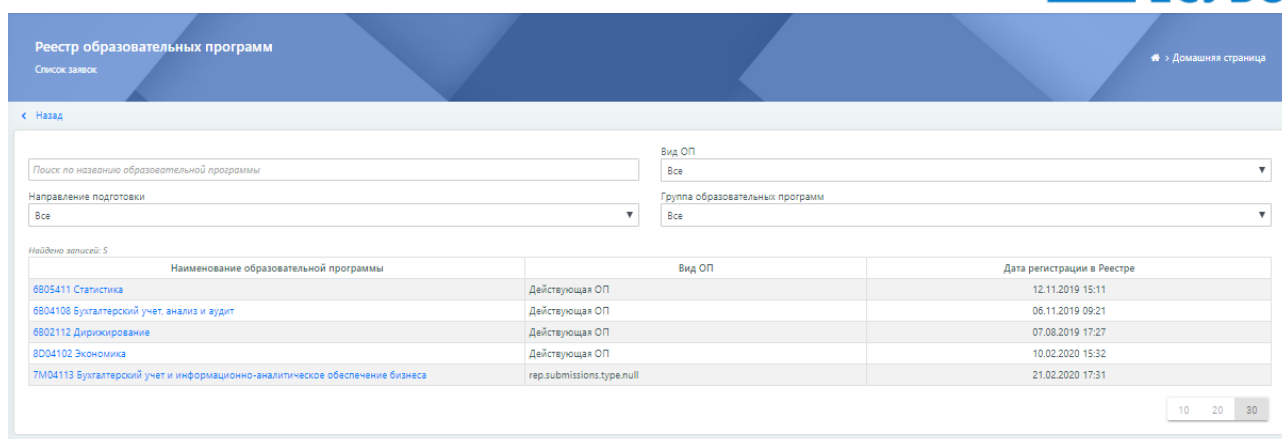 Реестр образовательных программ
Список заявок
> Домашняя страница
Назад
Вид ОП
Поиск по названию образовательной программы
Все
Направление подготовки
Группа образовательных программ
Все
Все
Найдено записей: 5
Наименование образовательной программы Вид ОП Дата регистрации в Реестре
6B05411 Статистика Действующая ОП 12.11.2019 15:11
6B04108 Бухгалтерский учет, анализ и аудит Действующая ОП 06.11.2019 09:21
6B02112 Дирижирование Действующая ОП 07.08.2019 17:27
8D04102 Экономика Действующая ОП 10.02.2020 15:32
7M04113 Бухгалтерский учет и информационно-аналитическое обеспечение бизнеса rep.submissions.type.null 21.02.2020 17:31
10 20 30